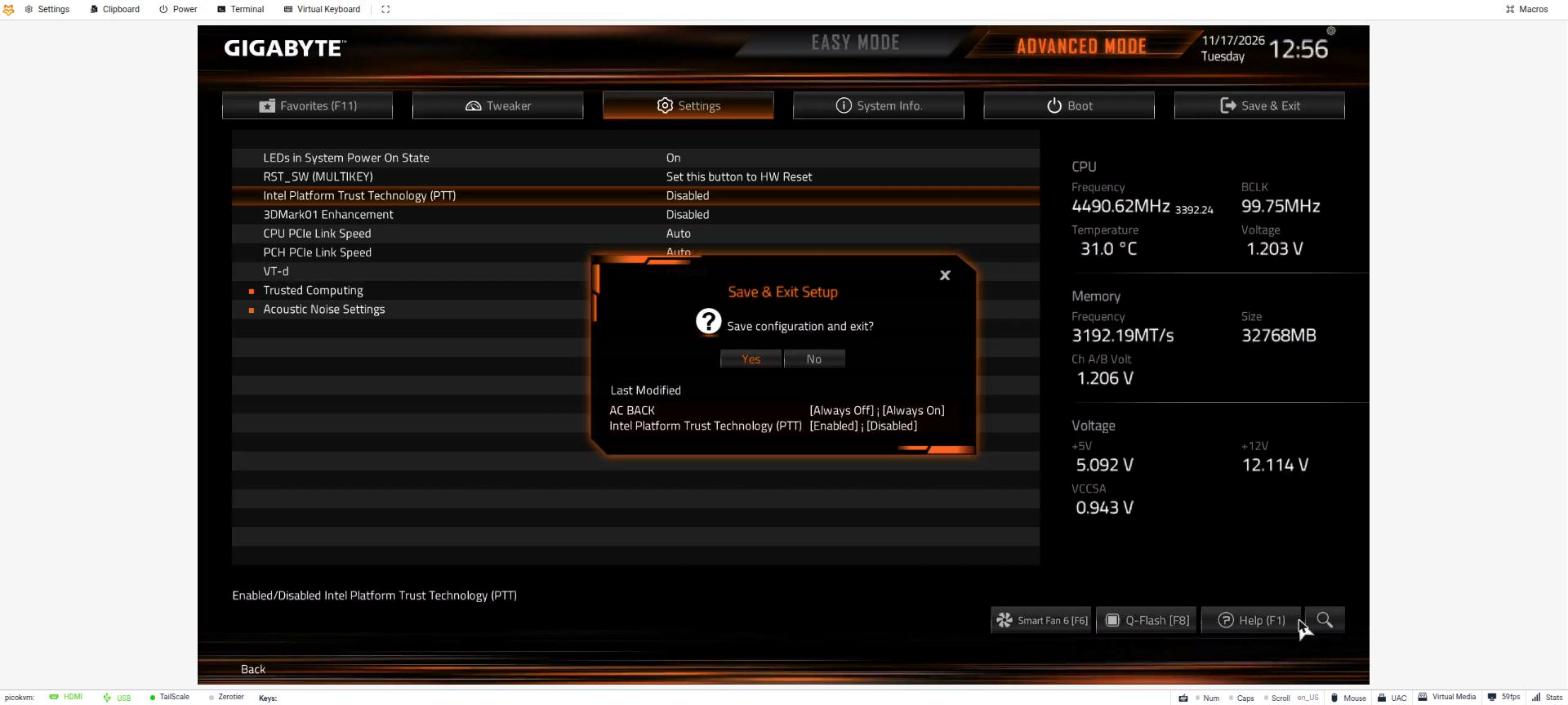 Settings Clipboard Power Terminal Virtual Keyboard Macros
GIGABYTE™ EASY MODE ADVANCED MODE 11/17/2026 12:56
Tuesday
Favorites (F11) Tweaker Settings System Info. Boot Save & Exit
LEDs in System Power On State On
RST_SW (MULTIKEY) Set this button to HW Reset
Intel Platform Trust Technology (PTT) Disabled
3DMark01 Enhancement Disabled
CPU PCIe Link Speed Auto
PCH PCIe Link Speed Auto
VT-d
Trusted Computing
Acoustic Noise Settings
x
Save & Exit Setup
Save configuration and exit?
Yes No
Last Modified
AC BACK [Always Off] ; [Always On]
Intel Platform Trust Technology (PTT) [Enabled] ; [Disabled]
CPU
Frequency BCLK
4490.62MHz 3392.24 99.75MHz
Temperature Voltage
31.0 °C 1.203 V
Memory
Frequency Size
3192.19MT/s 32768MB
Ch A/B Volt
1.206 V
Voltage
+5V +12V
5.092 V 12.114 V
VCCSA
0.943 V
Enabled/Disabled Intel Platform Trust Technology (PTT)
Smart Fan 6 [F6] Q-Flash [F8] Help (F1)
Back
picokvm: HDMI USB TailScale Zerotier Keys: Num Caps Scroll en_US Mouse UAC Virtual Media 59fps Stats